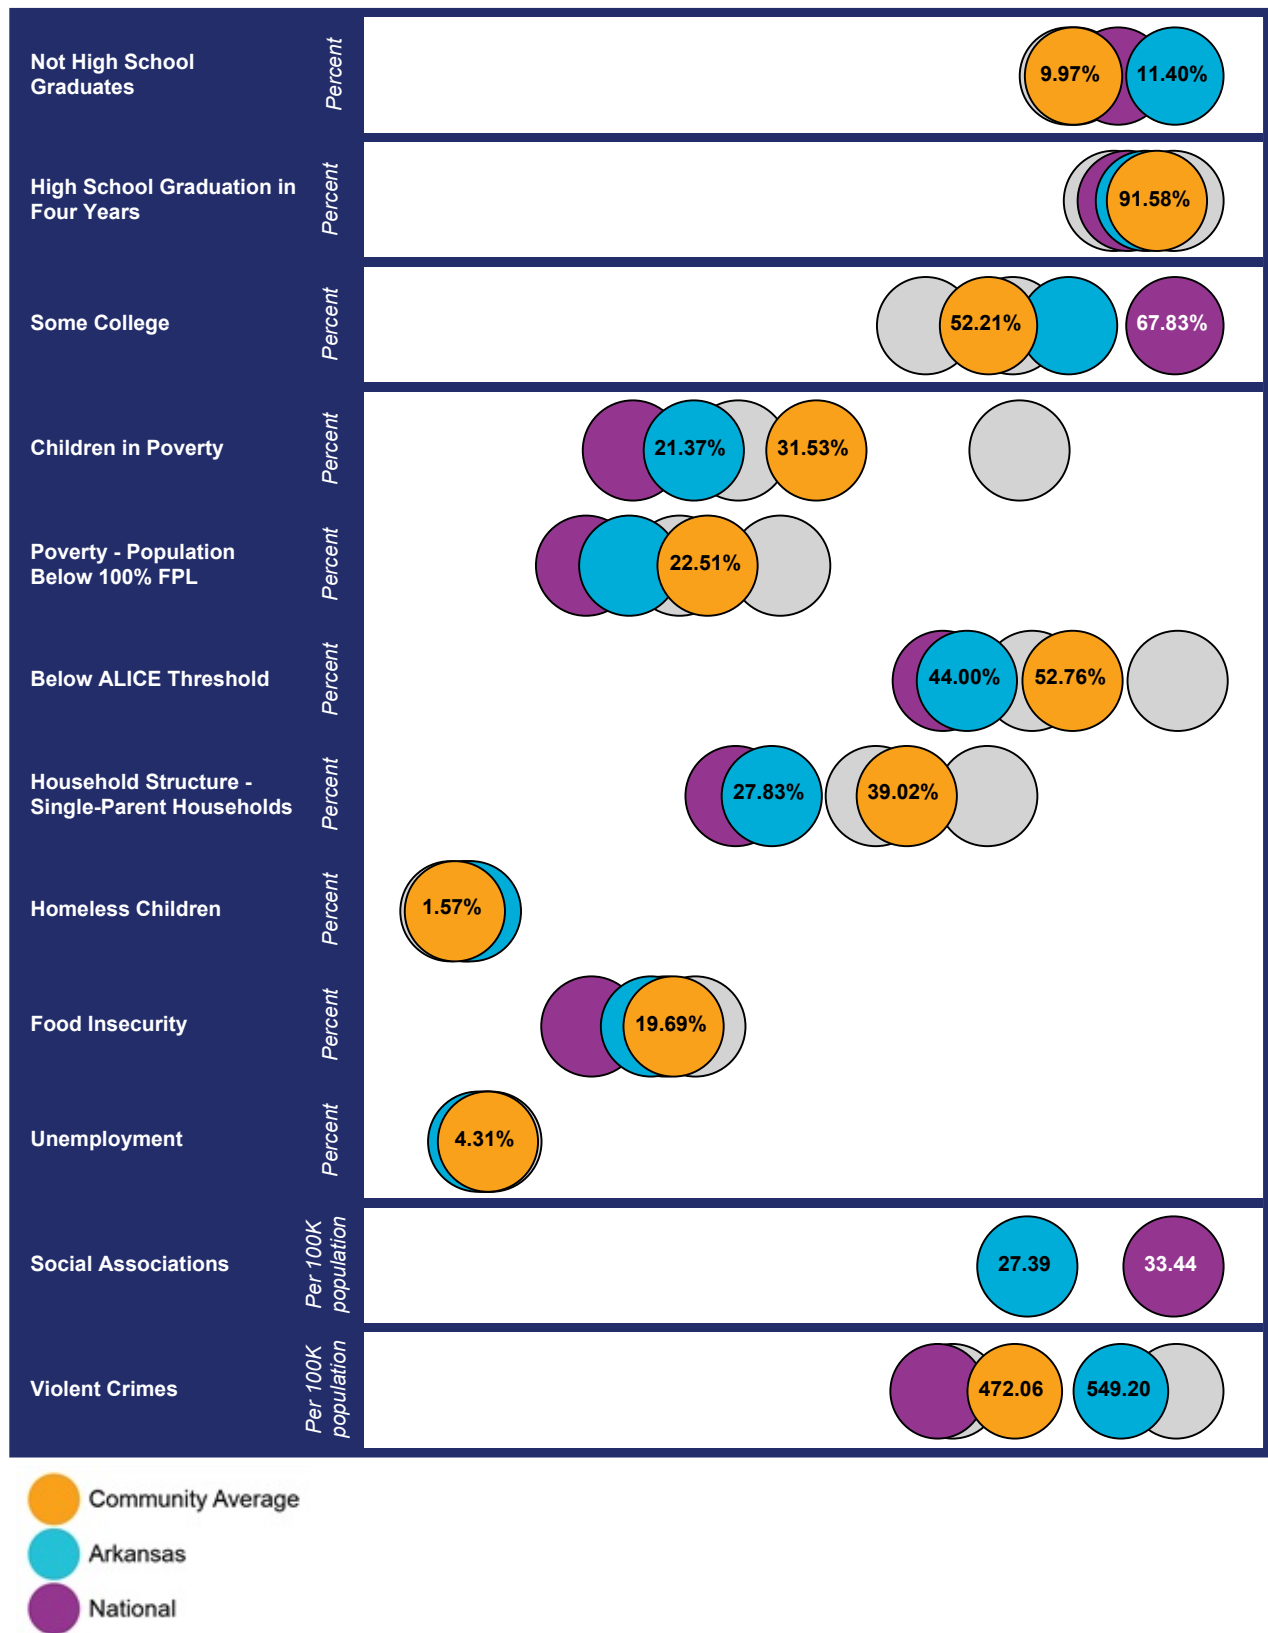 Not High School
Graduates
Percent
9.97%
11.40%
High School Graduation in
Four Years
Percent
91.58%
Some College
Percent
52.21%
67.83%
Children in Poverty
Percent
21.37%
31.53%
Poverty - Population
Below 100% FPL
Percent
22.51%
Below ALICE Threshold
Percent
44.00%
52.76%
Household Structure -
Single-Parent Households
Percent
27.83%
39.02%
Homeless Children
Percent
1.57%
Food Insecurity
Percent
19.69%
Unemployment
Percent
4.31%
Social Associations
Per 100K
population
27.39
33.44
Violent Crimes
Per 100K
population
472.06
549.20
Community Average
Arkansas
National